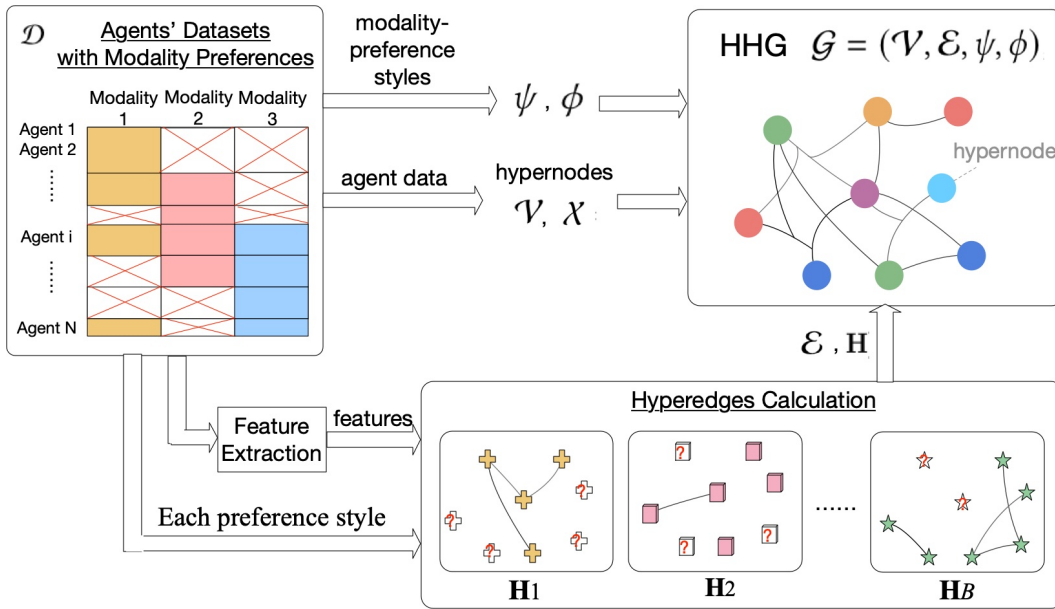 𝒟
Agents' Datasets
with Modality Preferences
Modality Modality Modality
1 2 3
Agent 1
Agent 2
......
Agent i
......
Agent N
modality-
preference
styles
ψ , ϕ
agent data
hypernodes
𝒱, 𝒳
HHG 𝒢 = (𝒱, ℰ, ψ, ϕ)
hypernode
ℰ , H
Feature
Extraction
features
Each preference style
Hyperedges Calculation
? ? ? ?
? ? ?
......
? ?
H1
H2
HB